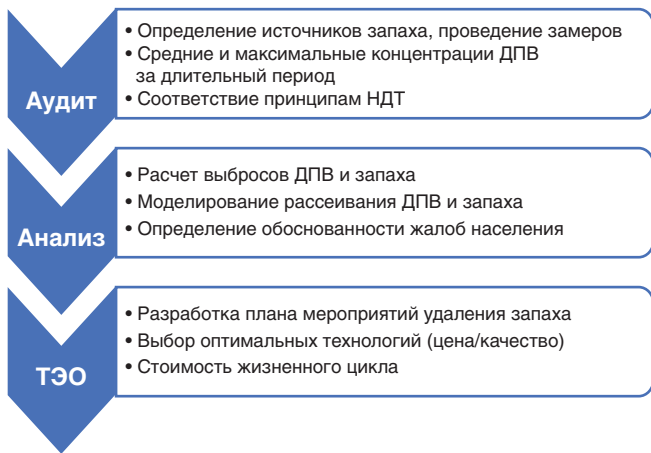 Аудит
• Определение источников запаха, проведение замеров
• Средние и максимальные концентрации ДПВ
за длительный период
• Соответствие принципам НДТ
Анализ
• Расчет выбросов ДПВ и запаха
• Моделирование рассеивания ДПВ и запаха
• Определение обоснованности жалоб населения
ТЭО
• Разработка плана мероприятий удаления запаха
• Выбор оптимальных технологий (цена/качество)
• Стоимость жизненного цикла